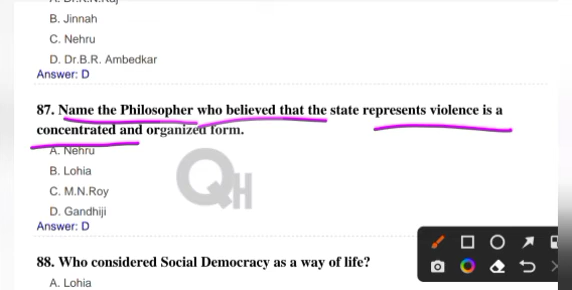 B. Jinnah
C. Nehru
D. Dr.B.R. Ambedkar
Answer: D
87. Name the Philosopher who believed that the state represents violence is a
concentrated and organized form.
A. Nehru
B. Lohia
C. M.N.Roy
D. Gandhiji
Answer: D
QH
88. Who considered Social Democracy as a way of life?
A. Lohia